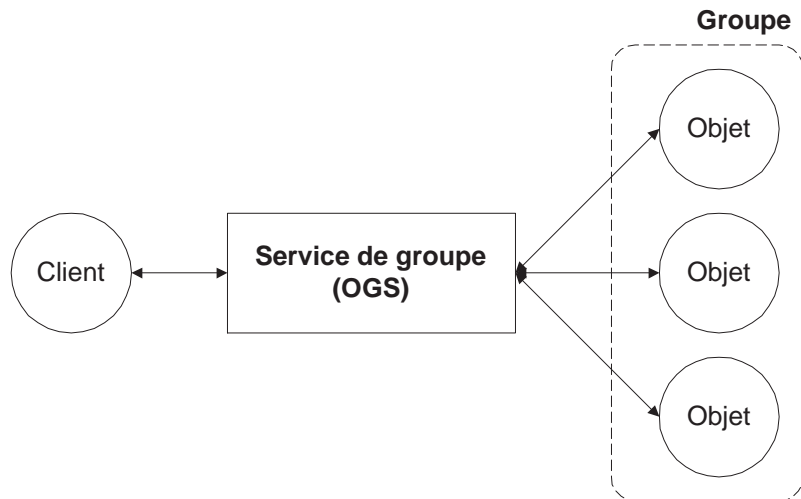 Groupe
Objet
Client
Service de groupe
(OGS)
Objet
Objet